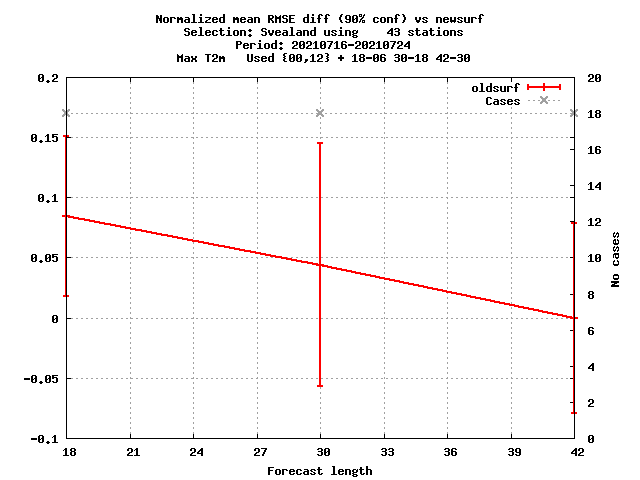 Normalized mean RMSE diff (90% conf) vs newsurf
Selection: Svealand using    43 stations
Period: 20210716-20210724
Max T2m   Used {00,12} + 18-06 30-18 42-30
oldsurf
Cases
0.2
0.15
0.1
0.05
0
-0.05
-0.1
20
18
16
14
12
10
8
6
4
2
0
No cases
18 21 24 27 30 33 36 39 42
Forecast length